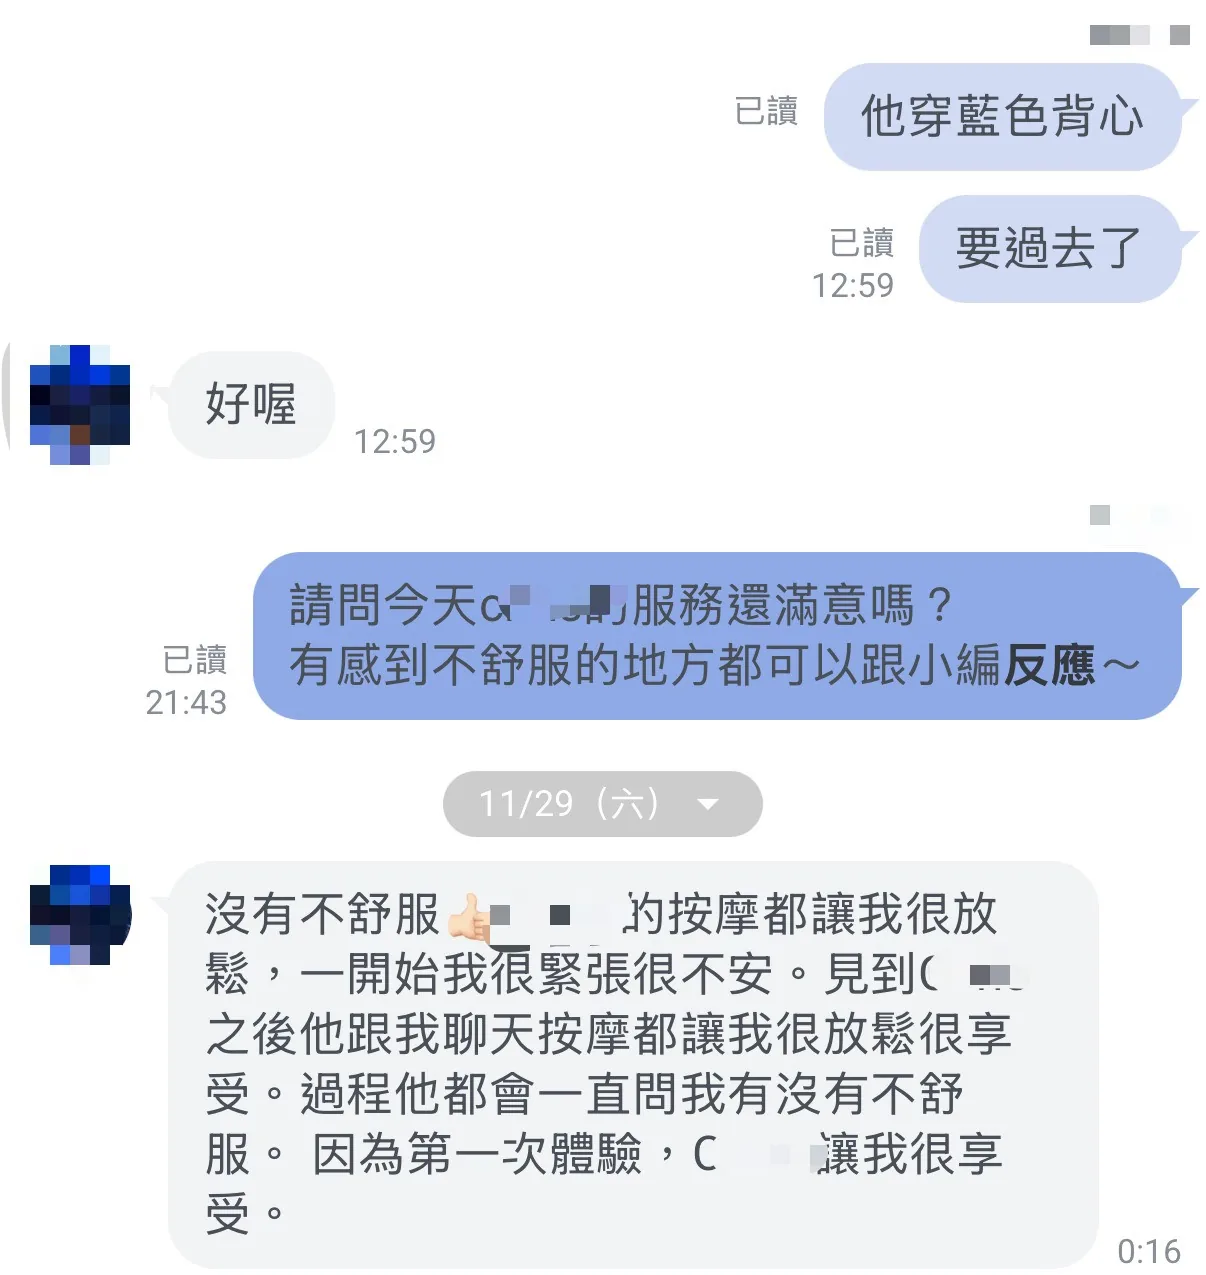 已讀
他穿藍色背心
已讀
12:59
要過去了
好喔
12:59
請問今天 服務還滿意嗎？
有感到不舒服的地方都可以跟小編反應～
已讀
21:43
11/29（六）
沒有不舒服👍🏻 的按摩都讓我很放
鬆，一開始我很緊張很不安。見到
之後他跟我聊天按摩都讓我很放鬆很享
受。過程他都會一直問我有沒有不舒
服。 因為第一次體驗，C 讓我很享
受。
0:16